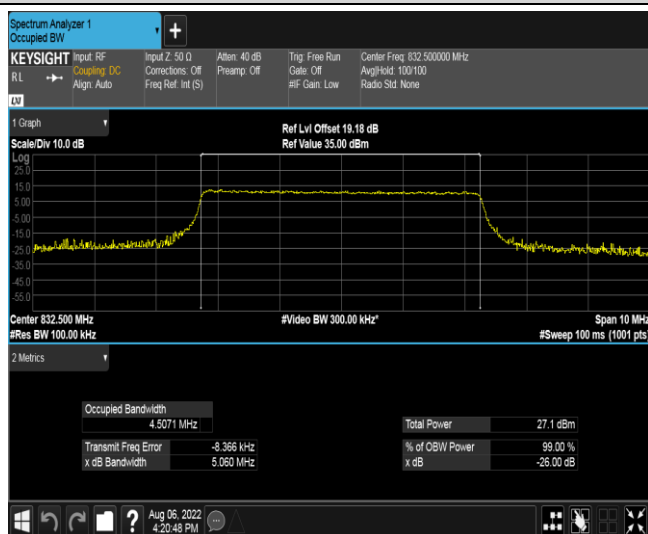 Spectrum Analyzer 1
Occupied BW
KEYSIGHT
RL
LXI
Input: RF
Coupling: DC
Align: Auto
Input Z: 50 Ω
Corrections: Off
Freq Ref: Int (S)
Atten: 40 dB
Preamp: Off
Trig: Free Run
Gate: Off
#IF Gain: Low
Center Freq: 832.500000 MHz
Avg|Hold: 100/100
Radio Std: None
1 Graph
Scale/Div 10.0 dB
Ref Lvl Offset 19.18 dB
Ref Value 35.00 dBm
Log
25.0
15.0
5.00
-5.00
-15.0
-25.0
-35.0
-45.0
-55.0
Center 832.500 MHz
#Res BW 100.00 kHz
#Video BW 300.00 kHz*
Span 10 MHz
#Sweep 100 ms (1001 pts)
2 Metrics
Occupied Bandwidth
4.5071 MHz
Total Power 27.1 dBm
Transmit Freq Error -8.366 kHz
% of OBW Power 99.00 %
x dB Bandwidth 5.060 MHz
x dB -26.00 dB
?
Aug 06, 2022
4:20:48 PM